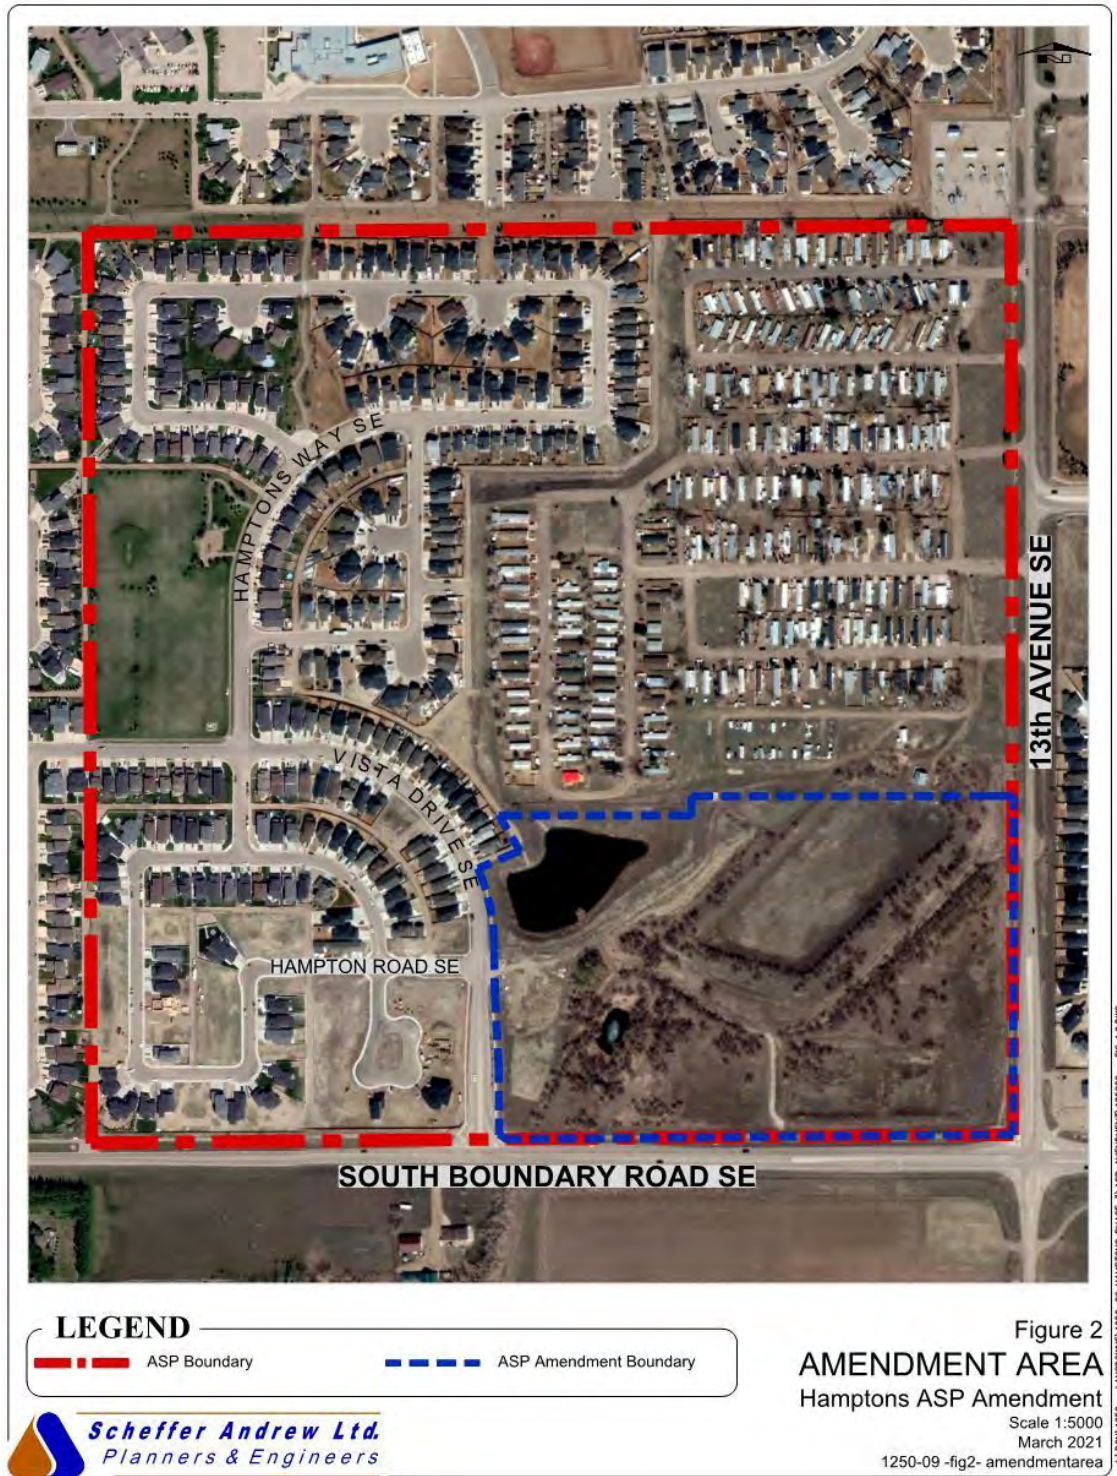 HAMPTONS WAY SE
13th AVENUE SE
VISTA DRIVE SE
HAMPTON ROAD SE
SOUTH BOUNDARY ROAD SE
LEGEND
ASP Boundary
ASP Amendment Boundary
Figure 2
AMENDMENT AREA
Hamptons ASP Amendment
Scale 1:5000
March 2021
1250-09 -fig2- amendmentarea
Scheffer Andrew Ltd.
Planners & Engineers